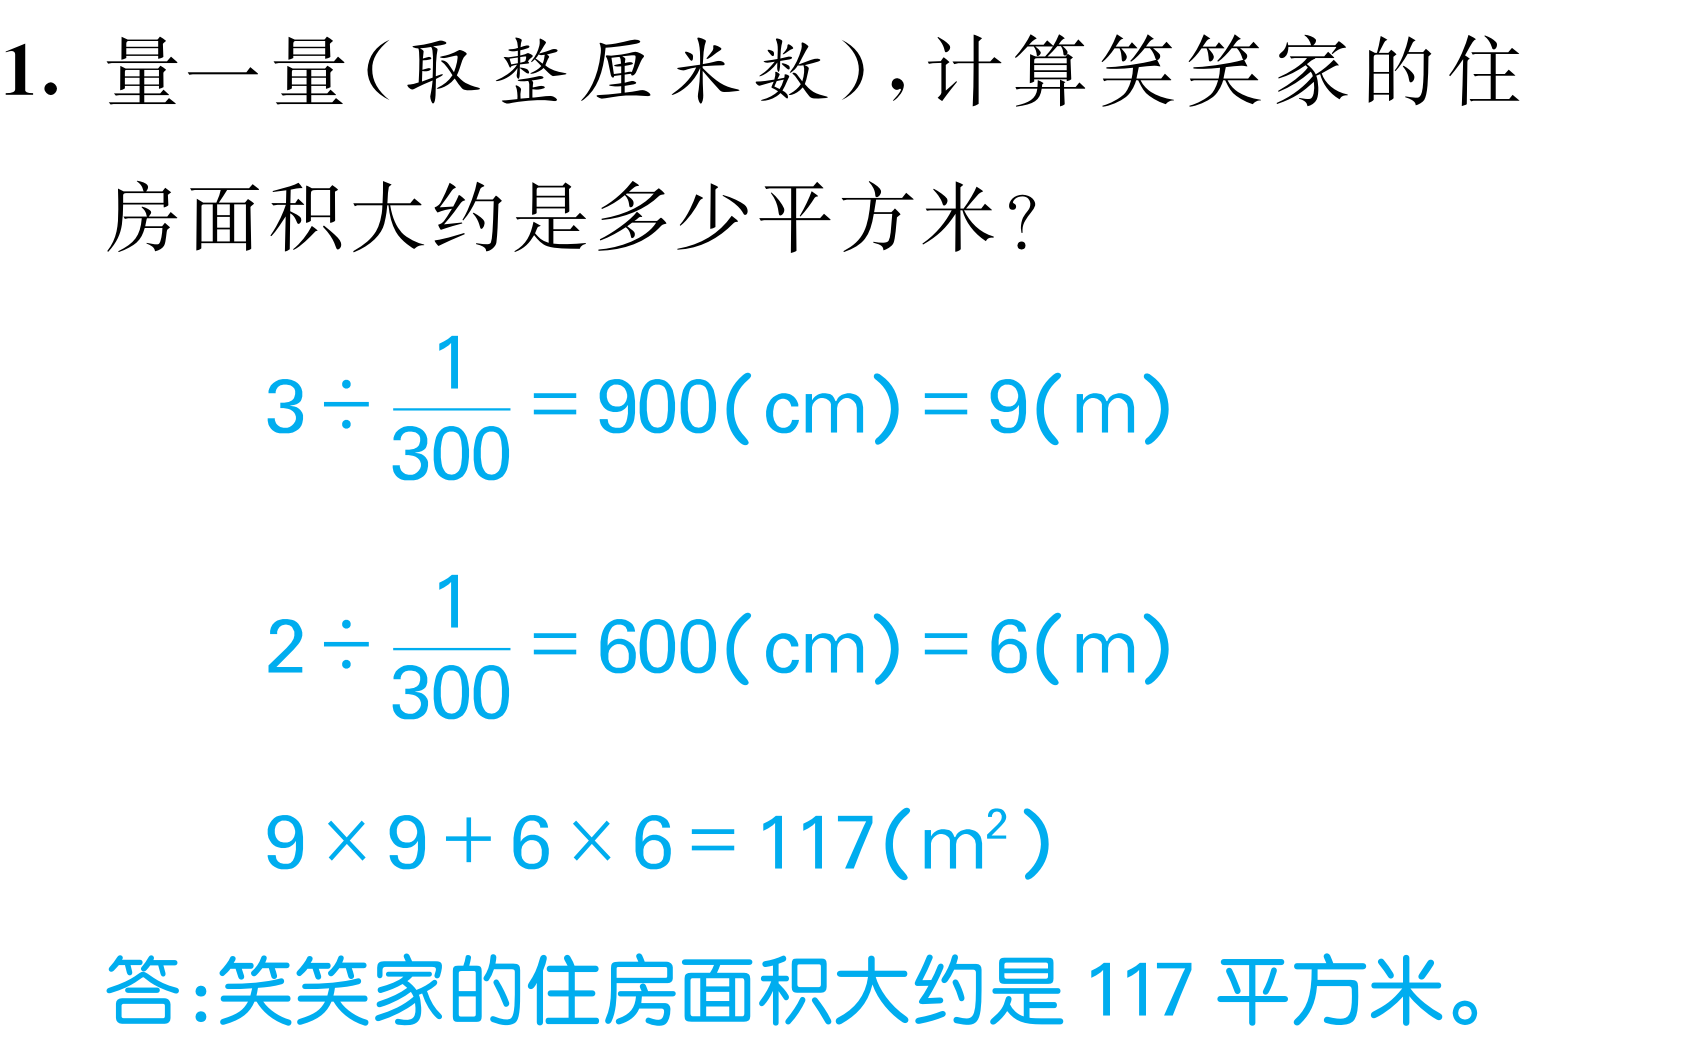 1. 量一量(取整厘米数),计算笑笑家的住
房面积大约是多少平方米?
3÷1/300=900(cm)=9(m)
2÷1/300=600(cm)=6(m)
9×9+6×6=117(m²)
答:笑笑家的住房面积大约是 117 平方米。